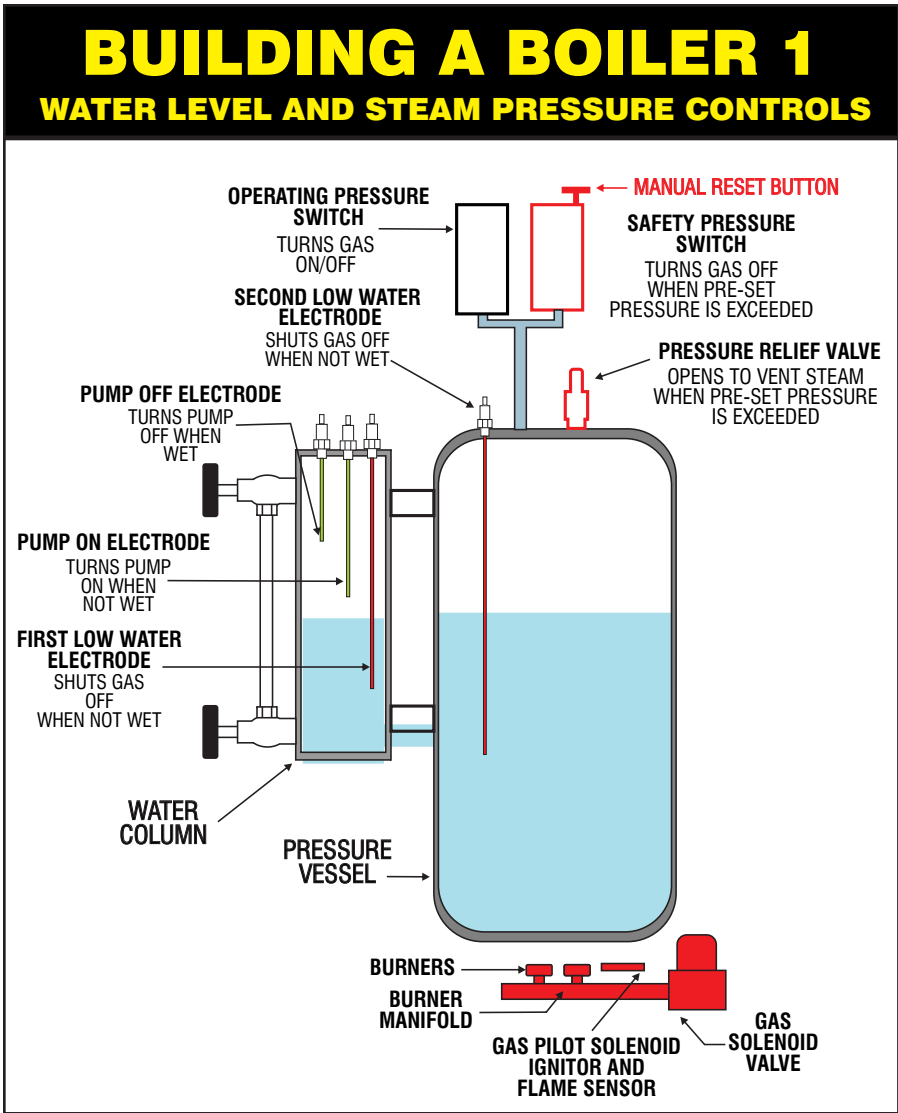 BUILDING A BOILER 1
WATER LEVEL AND STEAM PRESSURE CONTROLS
OPERATING PRESSURE
SWITCH
TURNS GAS
ON/OFF
MANUAL RESET BUTTON
SAFETY PRESSURE
SWITCH
TURNS GAS OFF
WHEN PRE-SET
PRESSURE IS EXCEEDED
SECOND LOW WATER
ELECTRODE
SHUTS GAS OFF
WHEN NOT WET
PRESSURE RELIEF VALVE
OPENS TO VENT STEAM
WHEN PRE-SET PRESSURE
IS EXCEEDED
PUMP OFF ELECTRODE
TURNS PUMP
OFF WHEN
WET
PUMP ON ELECTRODE
TURNS PUMP
ON WHEN
NOT WET
FIRST LOW WATER
ELECTRODE
SHUTS GAS
OFF
WHEN NOT WET
WATER
COLUMN
PRESSURE
VESSEL
BURNERS
BURNER
MANIFOLD
GAS PILOT SOLENOID
IGNITOR AND
FLAME SENSOR
GAS
SOLENOID
VALVE